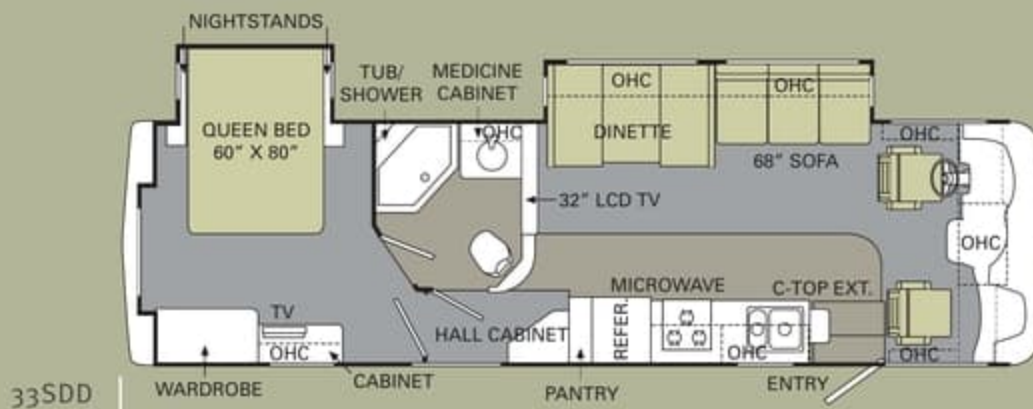 NIGHTSTANDS
QUEEN BED
60" X 80"
TUB/
SHOWER
MEDICINE
CABINET
OHC
OHC
DINETTE
OHC
68" SOFA
OHC
32" LCD TV
OHC
MICROWAVE
C-TOP EXT.
TV
OHC
HALL CABINET
REFER.
OHC
OHC
WARDROBE
CABINET
PANTRY
ENTRY
33SDD